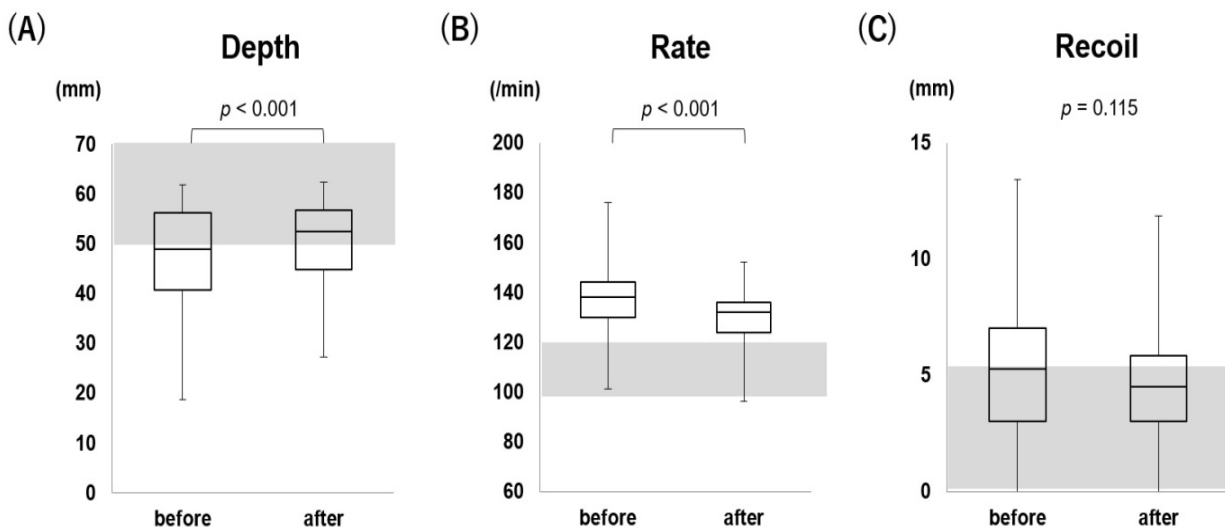 (A)
Depth
(mm)
p < 0.001
70
60
50
40
30
20
10
0
before after
(B)
Rate
(/min)
p < 0.001
200
180
160
140
120
100
80
60
before after
(C)
Recoil
(mm)
p = 0.115
15
10
5
0
before after